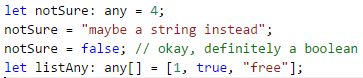 let notSure: any = 4;
notSure = "maybe a string instead";
notSure = false; // okay, definitely a boolean
let listAny: any[] = [1, true, "free"];